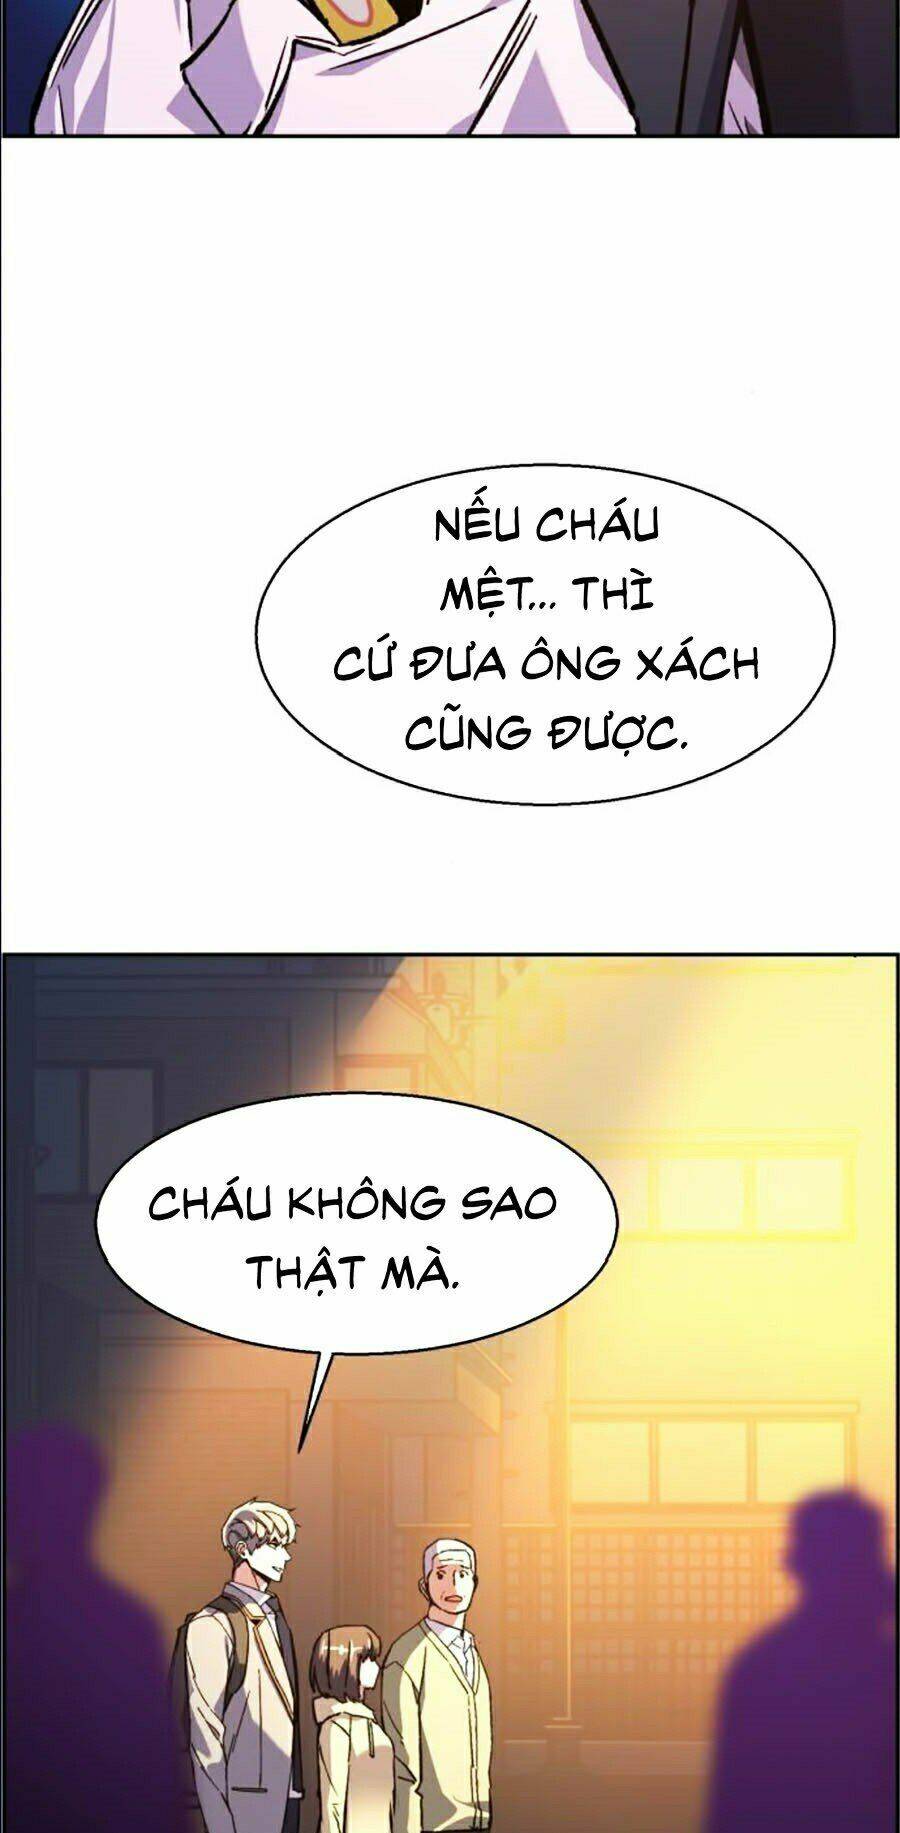 NẾU CHÁU
MỆT... THÌ
CỨ ĐƯA ÔNG XÁCH
CŨNG ĐƯỢC.
CHÁU KHÔNG SAO
THẬT MÀ.